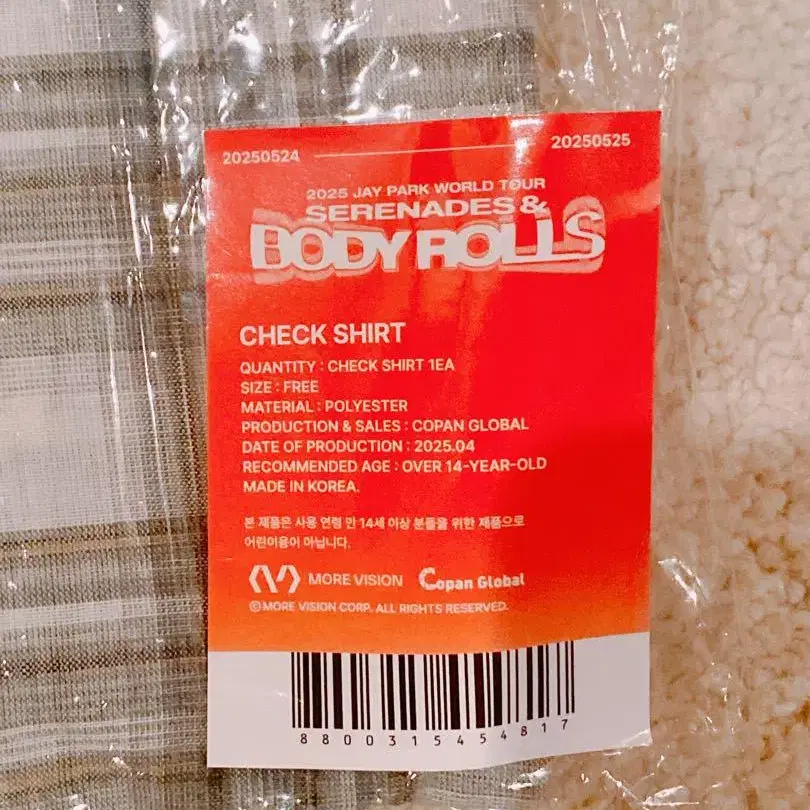 20250524
20250525
2025 JAY PARK WORLD TOUR
SERENADES &
BODY ROLLS
CHECK SHIRT
QUANTITY : CHECK SHIRT 1EA
SIZE : FREE
MATERIAL : POLYESTER
PRODUCTION & SALES : COPAN GLOBAL
DATE OF PRODUCTION : 2025.04
RECOMMENDED AGE : OVER 14-YEAR-OLD
MADE IN KOREA.
본 제품은 사용 연령 만 14세 이상 분들을 위한 제품으로
어린이용이 아닙니다.
MORE VISION Copan Global
©MORE VISION CORP. ALL RIGHTS RESERVED.
8800315454817